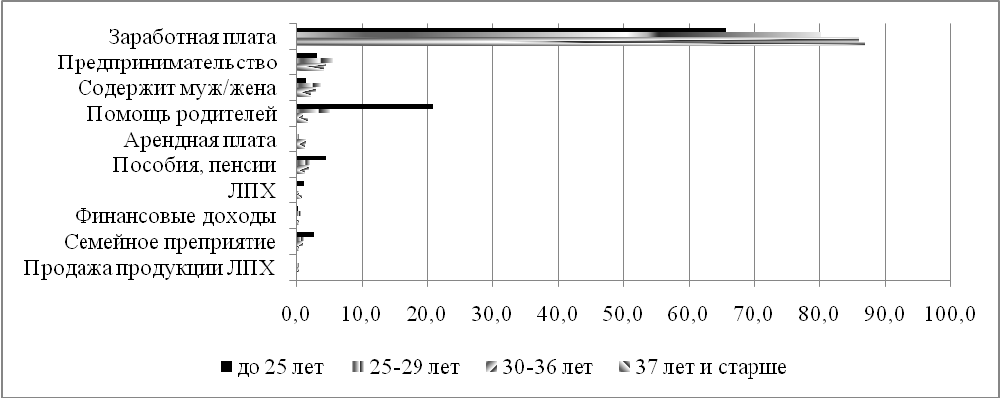 Заработная плата
Предпринимательство
Содержит муж/жена
Помощь родителей
Арендная плата
Пособия, пенсии
ЛПХ
Финансовые доходы
Семейное преприятие
Продажа продукции ЛПХ
0,0 10,0 20,0 30,0 40,0 50,0 60,0 70,0 80,0 90,0 100,0
до 25 лет 25-29 лет 30-36 лет 37 лет и старше